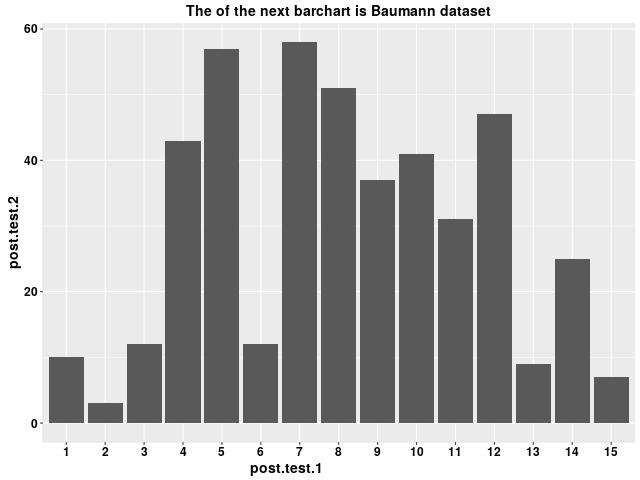 The of the next barchart is Baumann dataset
post.test.2
60
40
20
0
1 2 3 4 5 6 7 8 9 10 11 12 13 14 15
post.test.1